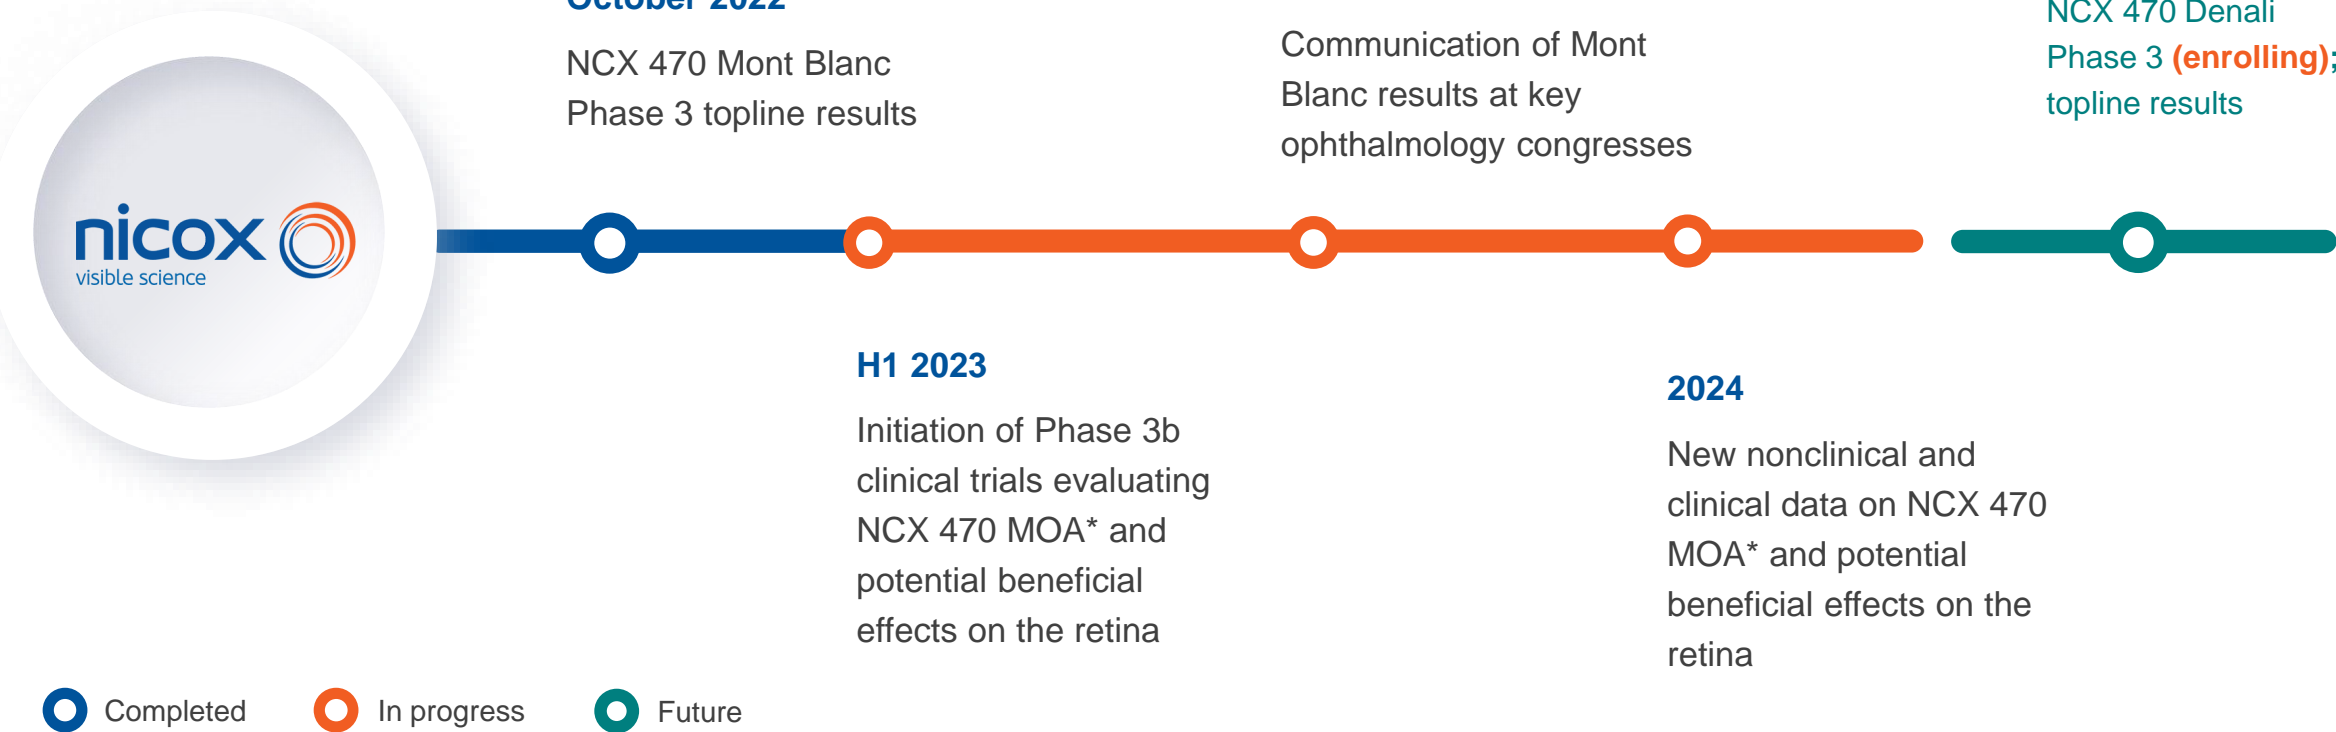 October 2022
NCX 470 Mont Blanc
Phase 3 topline results
Communication of Mont
Blanc results at key
ophthalmology congresses
NCX 470 Denali
Phase 3 (enrolling);
topline results
nicox
visible science
H1 2023
Initiation of Phase 3b
clinical trials evaluating
NCX 470 MOA* and
potential beneficial
effects on the retina
2024
New nonclinical and
clinical data on NCX 470
MOA* and potential
beneficial effects on the
retina
Completed
In progress
Future